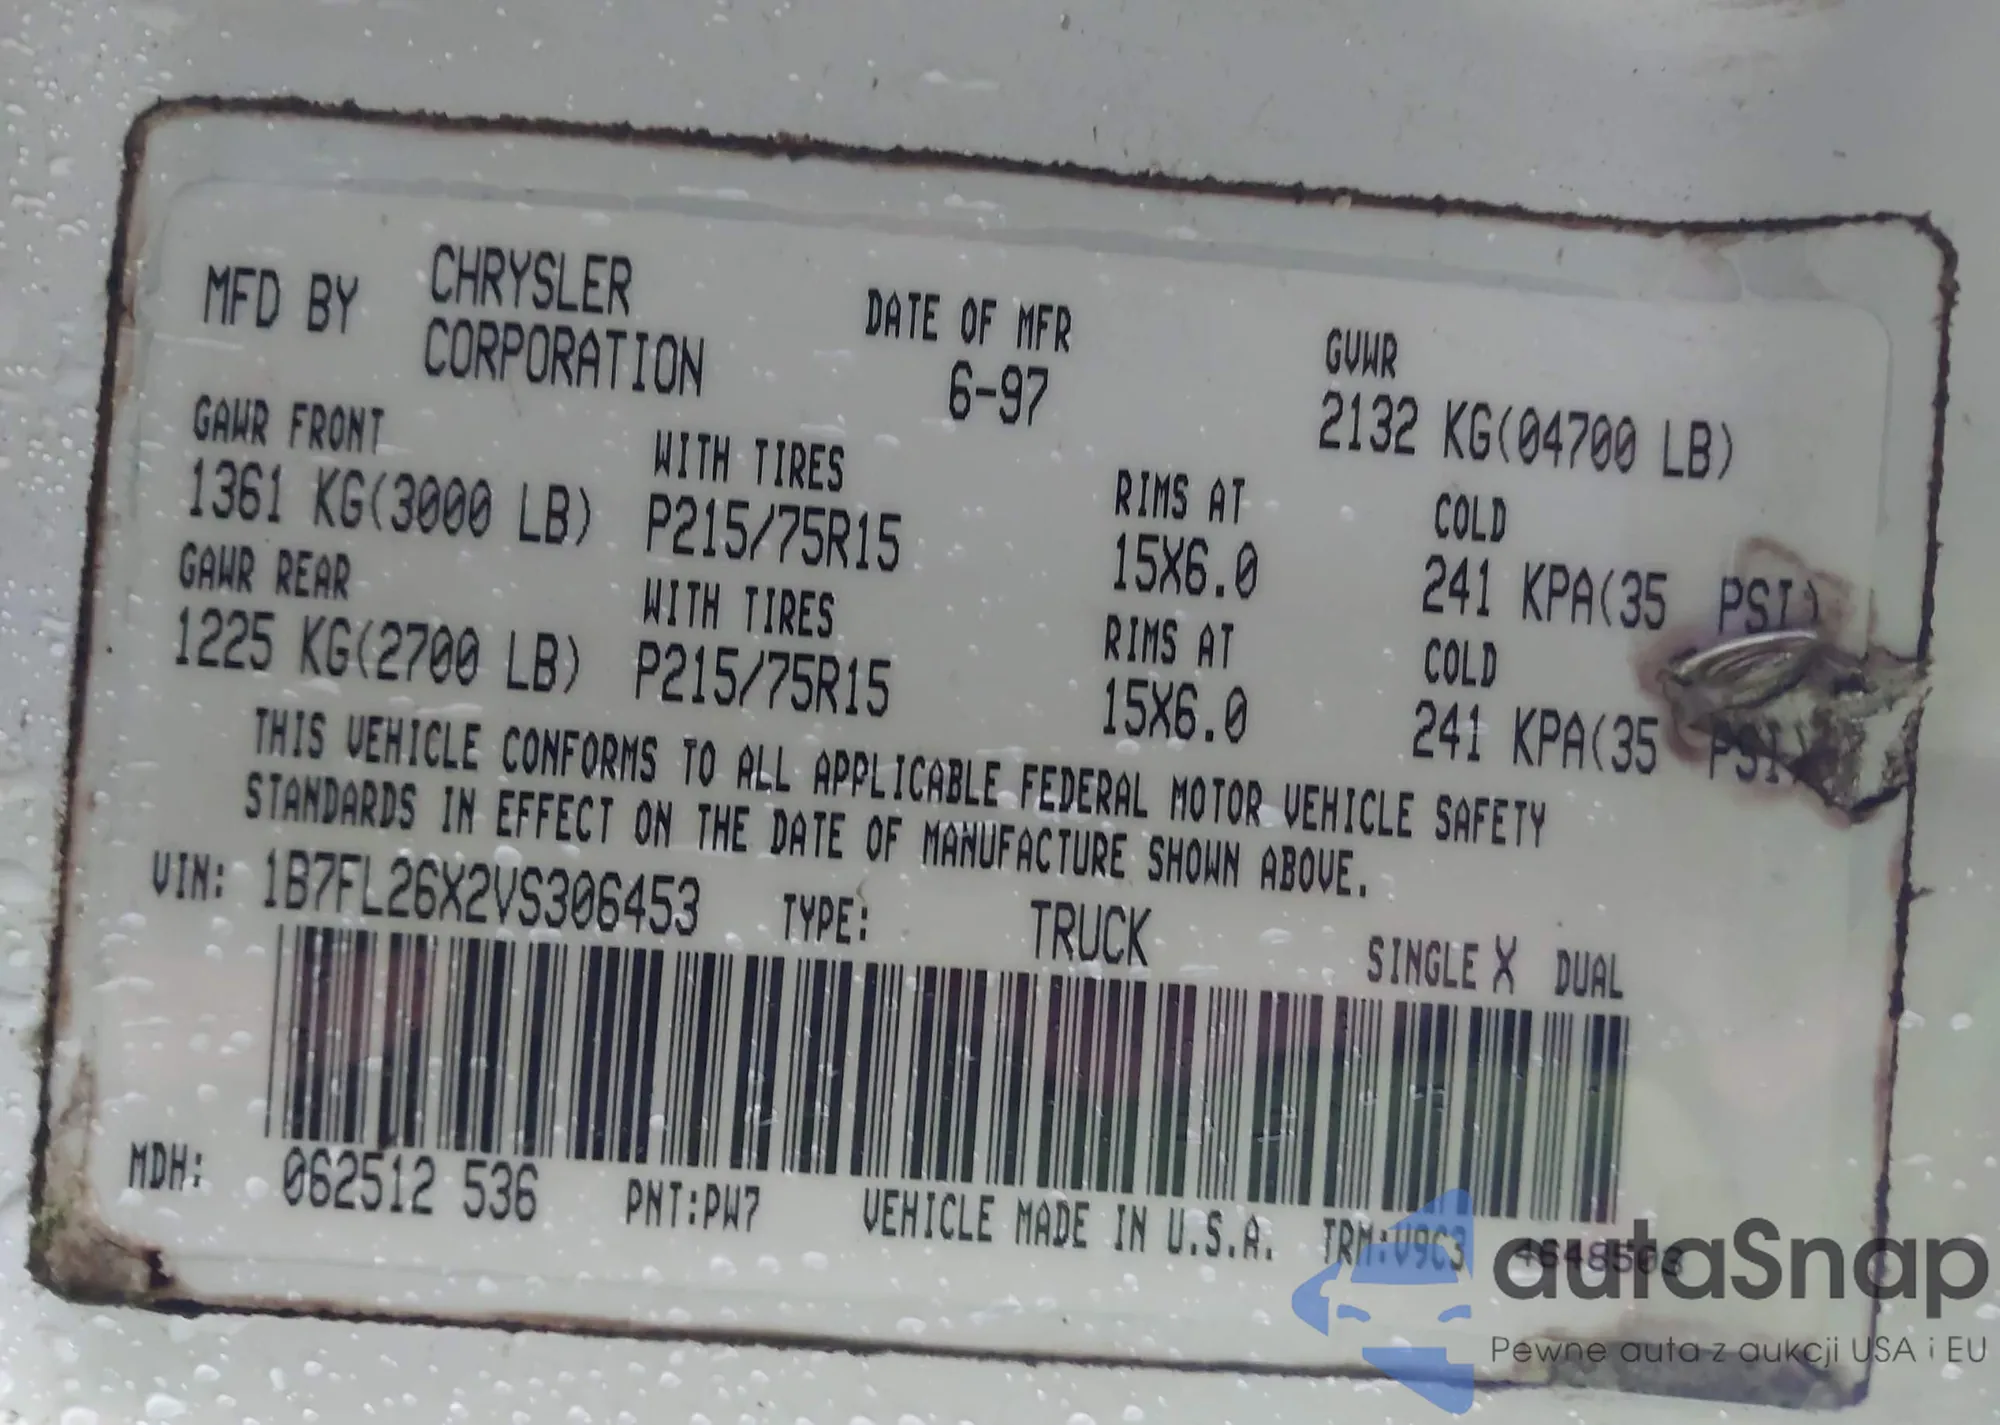 MFD BY CHRYSLER CORPORATION
DATE OF MFR
6-97
GVWR
2132 KG(04700 LB)
GAWR FRONT WITH TIRES RIMS AT COLD
1361 KG(3000 LB) P215/75R15 15X6.0 241 KPA(35 PSI)
GAWR REAR WITH TIRES RIMS AT COLD
1225 KG(2700 LB) P215/75R15 15X6.0 241 KPA(35 PSI
THIS VEHICLE CONFORMS TO ALL APPLICABLE FEDERAL MOTOR VEHICLE SAFETY
STANDARDS IN EFFECT ON THE DATE OF MANUFACTURE SHOWN ABOVE.
VIN: 1B7FL26X2VS306453 TYPE: TRUCK SINGLE X DUAL
MDH: 062512 536 PNT:PW7 VEHICLE MADE IN U.S.A. TRM:V9C3 4648503
autaSnap
Pewne auta z aukcji USA i EU